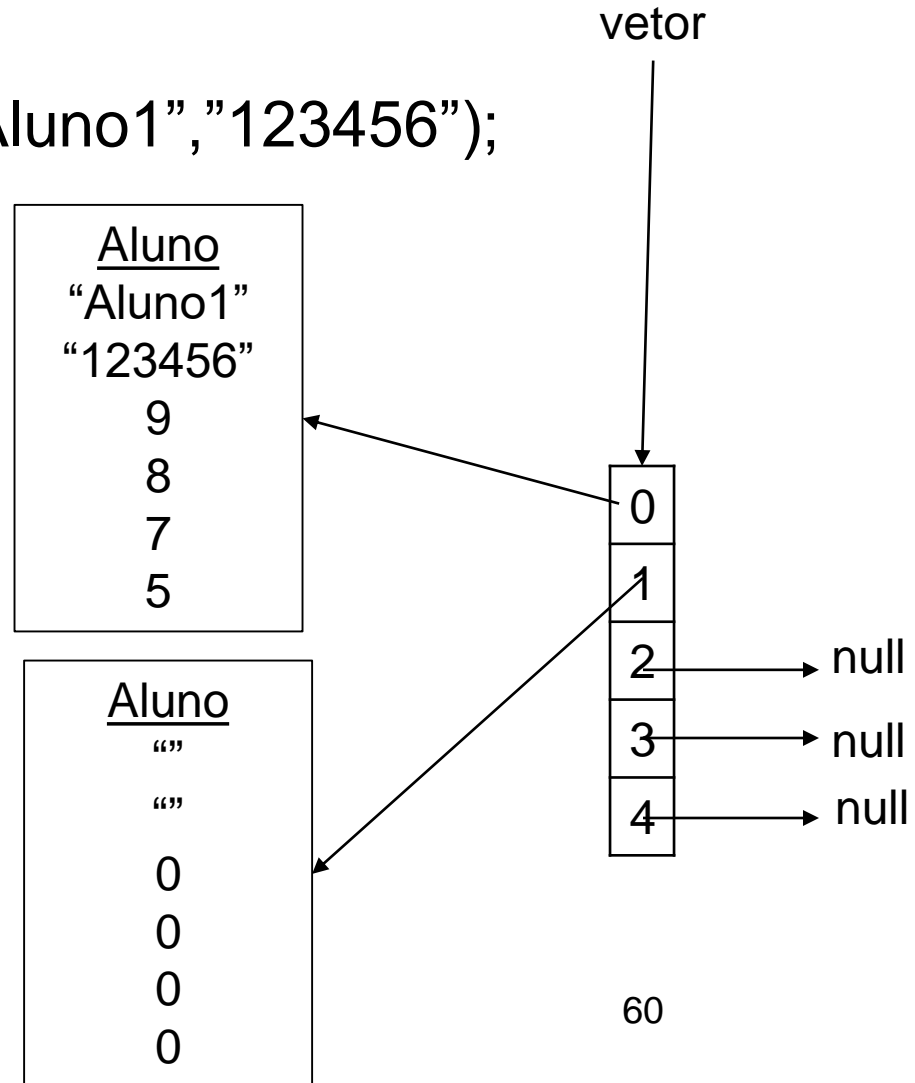 vetor
Aluno1”,”123456”);
Aluno
“Aluno1”
“123456”
9
8
7
5
0
1
2
3
4
null
null
null
Aluno
“”
“”
0
0
0
0
60